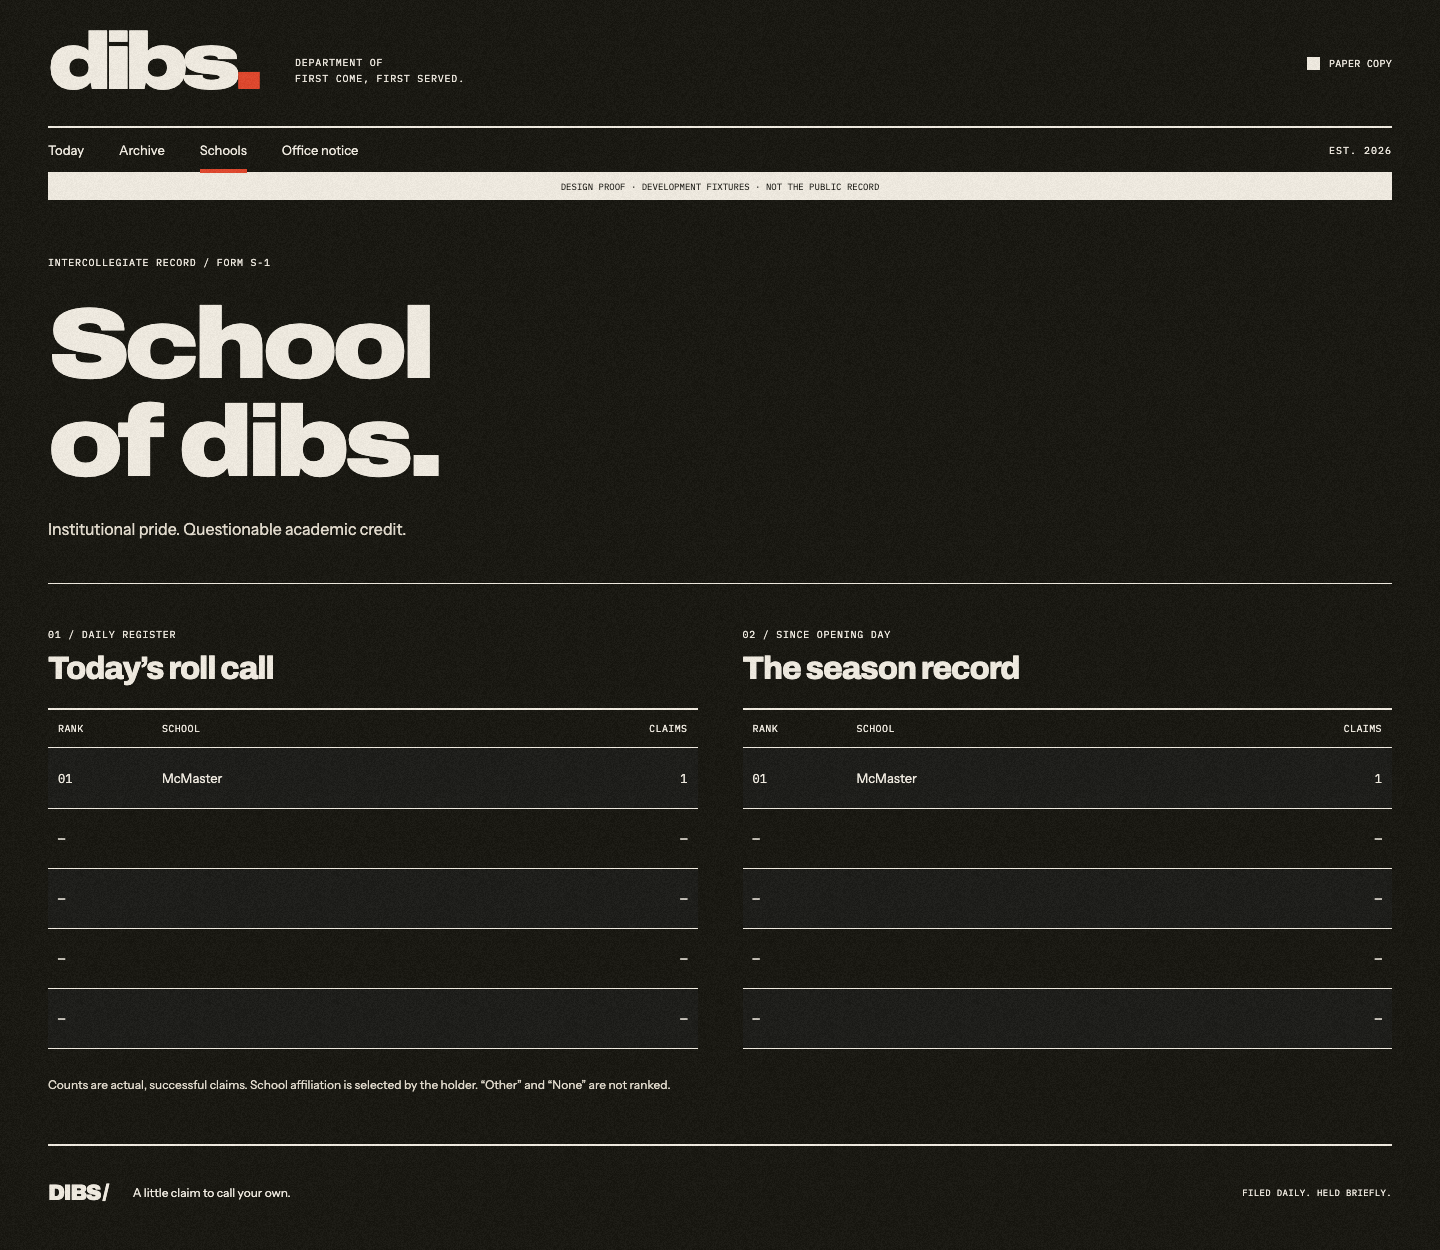 dibs.
DEPARTMENT OF
FIRST COME, FIRST SERVED.
PAPER COPY
Today Archive Schools Office notice EST. 2026
DESIGN PROOF · DEVELOPMENT FIXTURES · NOT THE PUBLIC RECORD
INTERCOLLEGIATE RECORD / FORM S-1
School
of dibs.
Institutional pride. Questionable academic credit.
01 / DAILY REGISTER
Today’s roll call
RANK SCHOOL CLAIMS
01 McMaster 1
— —
— —
— —
— —
02 / SINCE OPENING DAY
The season record
RANK SCHOOL CLAIMS
01 McMaster 1
— —
— —
— —
— —
Counts are actual, successful claims. School affiliation is selected by the holder. “Other” and “None” are not ranked.
DIBS/ A little claim to call your own. FILED DAILY. HELD BRIEFLY.